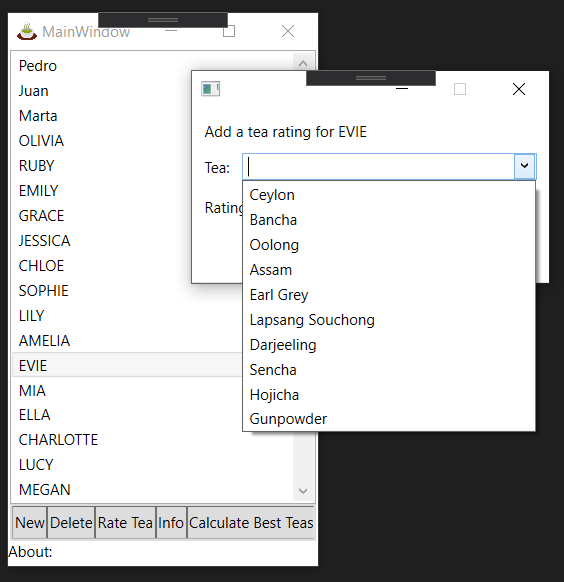 MainWindow
Pedro
Juan
Marta
OLIVIA
RUBY
EMILY
GRACE
JESSICA
CHLOE
SOPHIE
LILY
AMELIA
EVIE
MIA
ELLA
CHARLOTTE
LUCY
MEGAN
New Delete Rate Tea Info Calculate Best Teas
About:
Add a tea rating for EVIE
Tea:
Rating
Ceylon
Bancha
Oolong
Assam
Earl Grey
Lapsang Souchong
Darjeeling
Sencha
Hojicha
Gunpowder